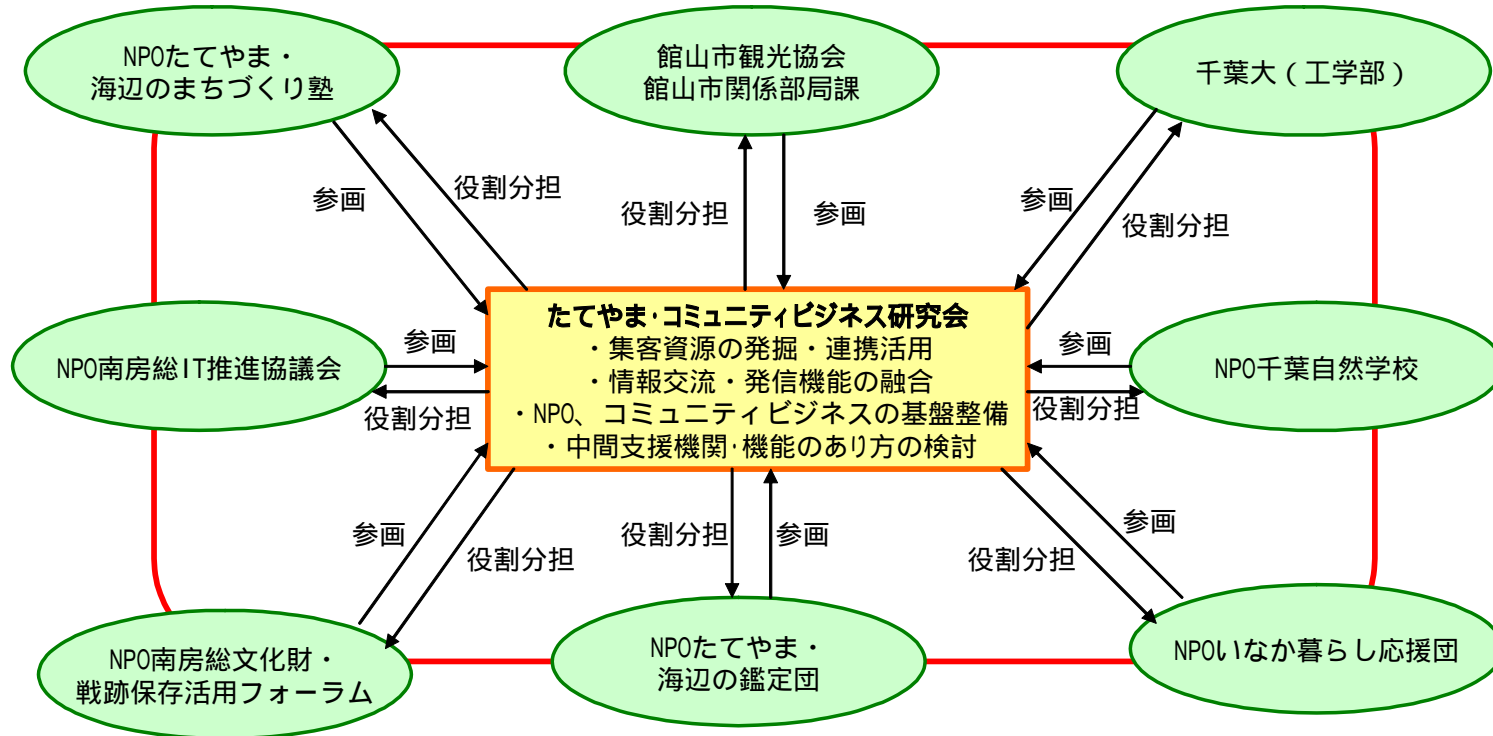 NPOたてやま・
海辺のまちづくり塾
館山市観光協会
館山市関係部局課
千葉大（工学部）
参画
役割分担
役割分担
参画
参画
役割分担
NPO南房総IT推進協議会
参画
役割分担
たてやま・コミュニティビジネス研究会
・集客資源の発掘・連携活用
・情報交流・発信機能の融合
・NPO、コミュニティビジネスの基盤整備
・中間支援機関・機能のあり方の検討
参画
役割分担
NPO千葉自然学校
参画
役割分担
役割分担
参画
参画
役割分担
NPO南房総文化財・
戦跡保存活用フォーラム
NPOたてやま・
海辺の鑑定団
NPOいなか暮らし応援団